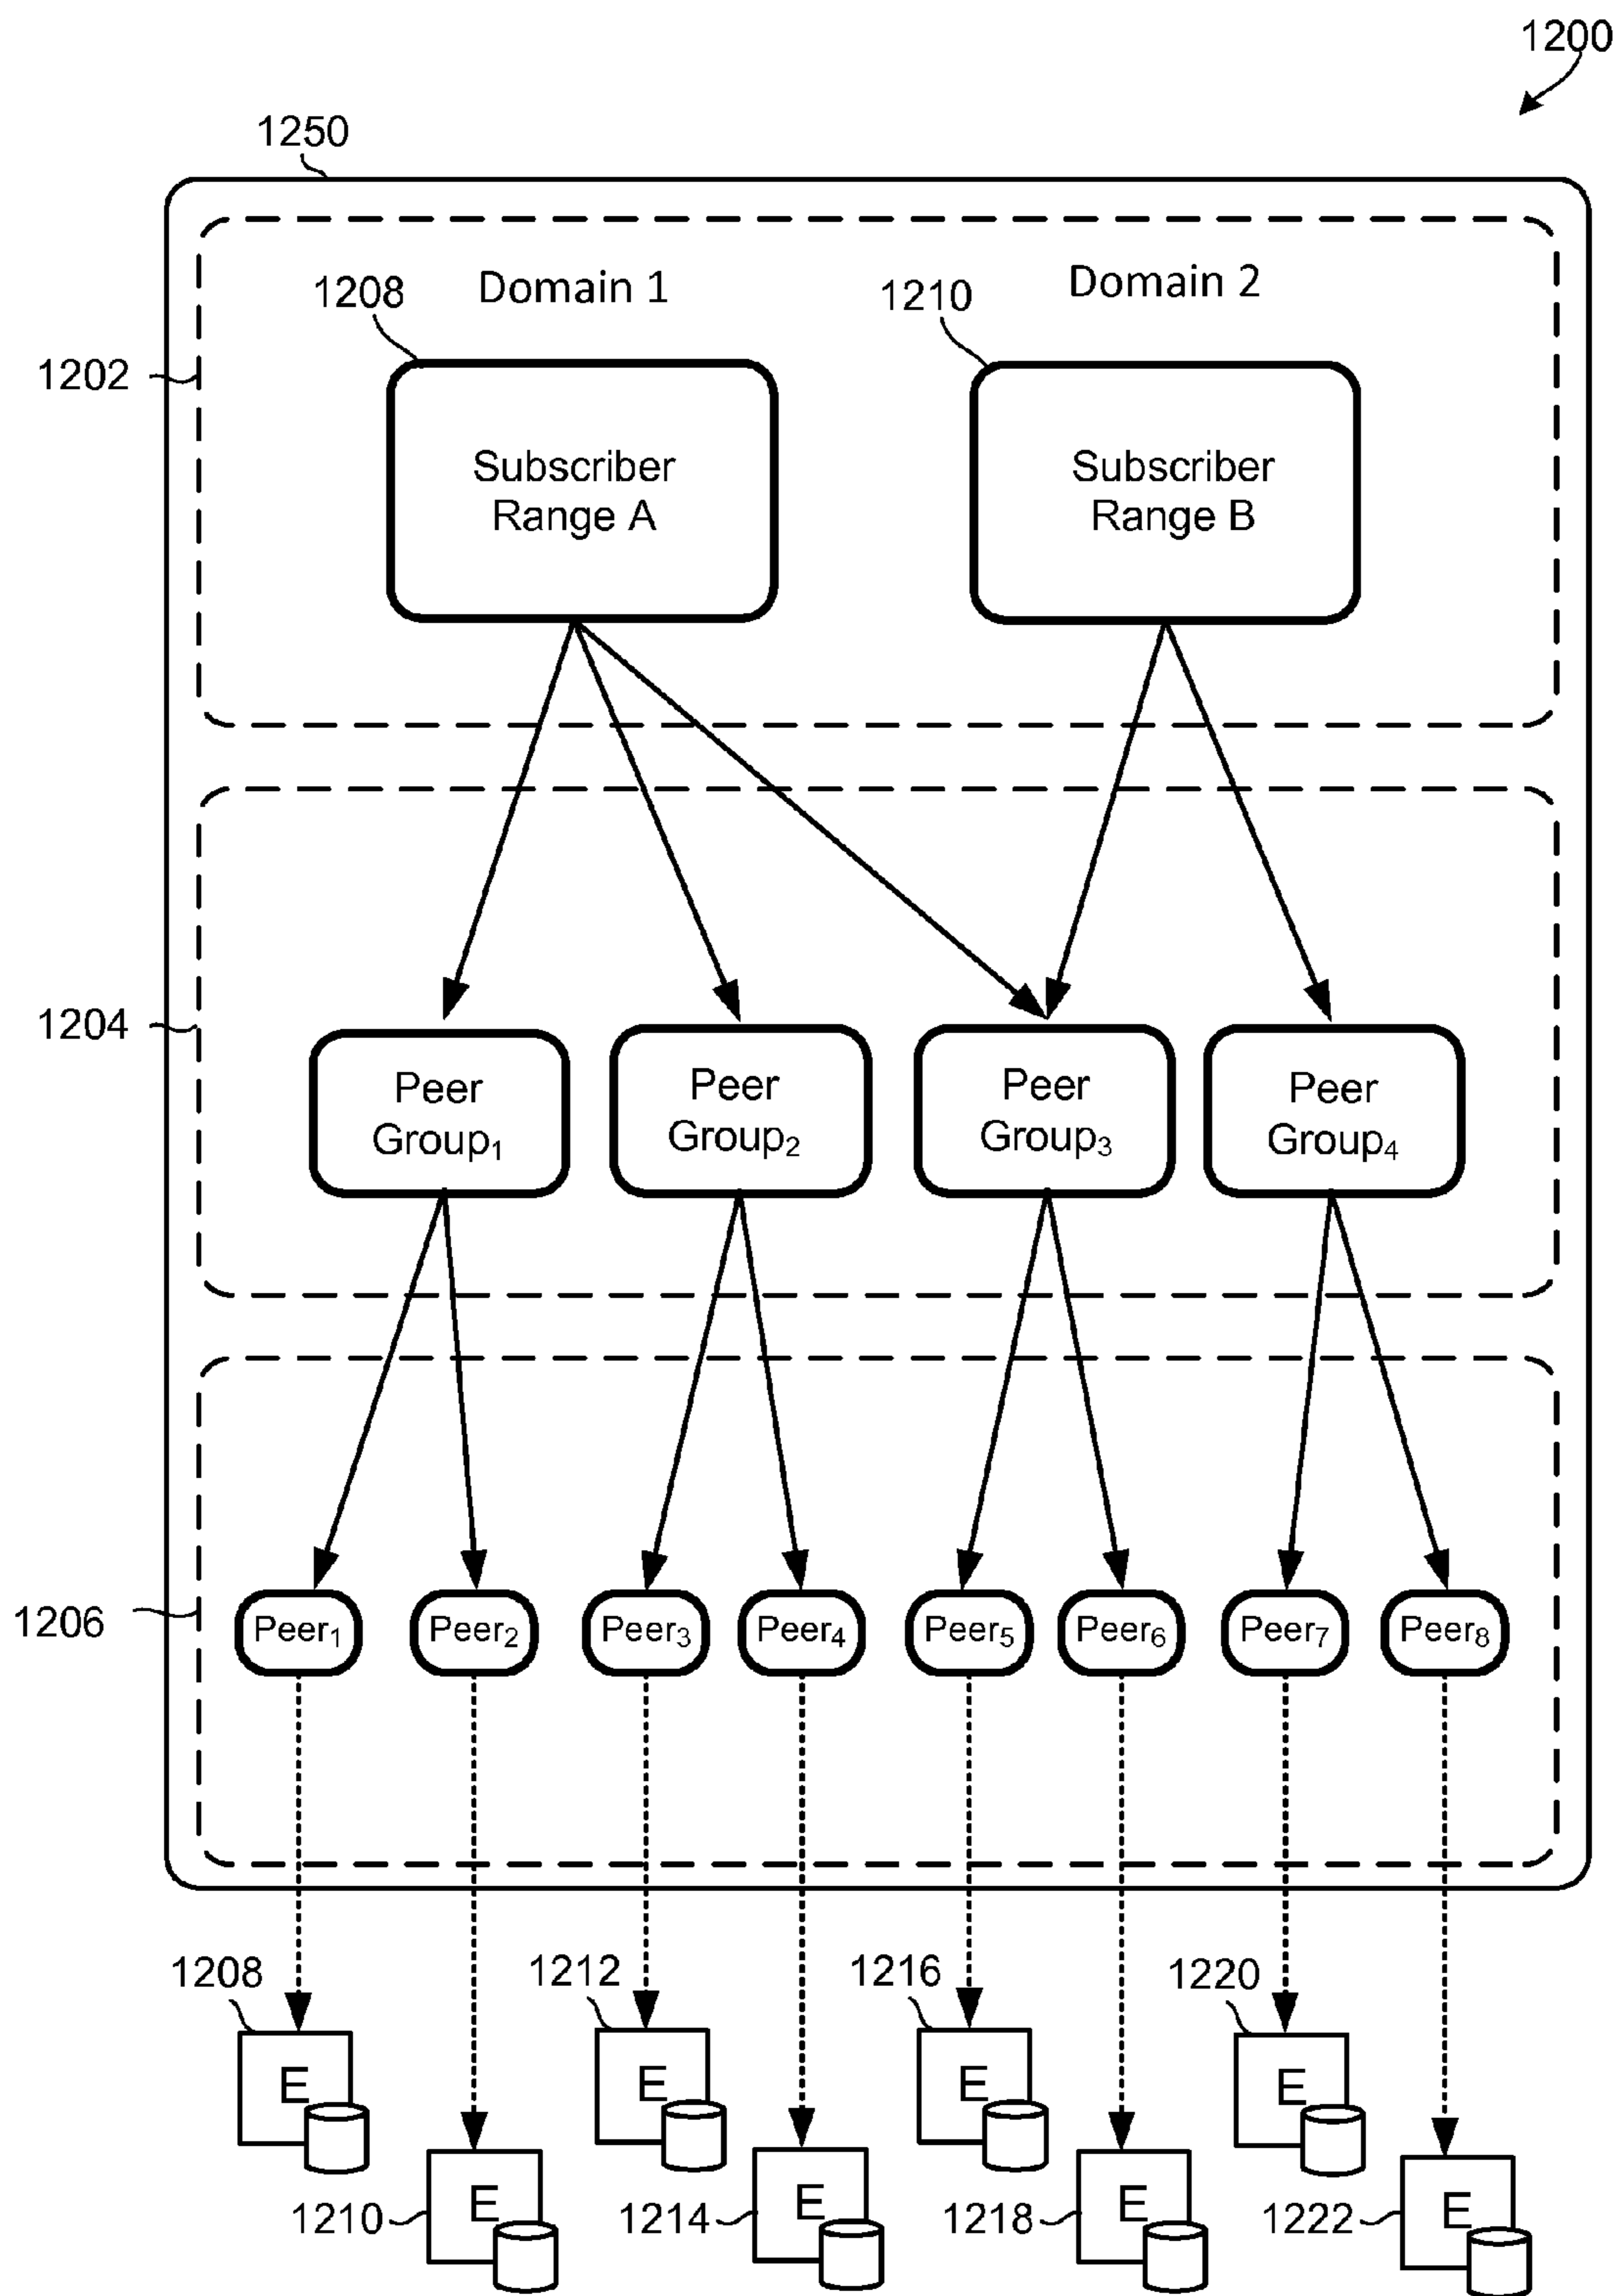 1200
1250
1208
Domain 1
1210
Domain 2
1202
Subscriber
Range A
Subscriber
Range B
1204
Peer
Group₁
Peer
Group₂
Peer
Group₃
Peer
Group₄
1206
Peer₁
Peer₂
Peer₃
Peer₄
Peer₅
Peer₆
Peer₇
Peer₈
1208
1212
1216
1220
E
E
E
E
1210
E
1214
E
1218
E
1222
E